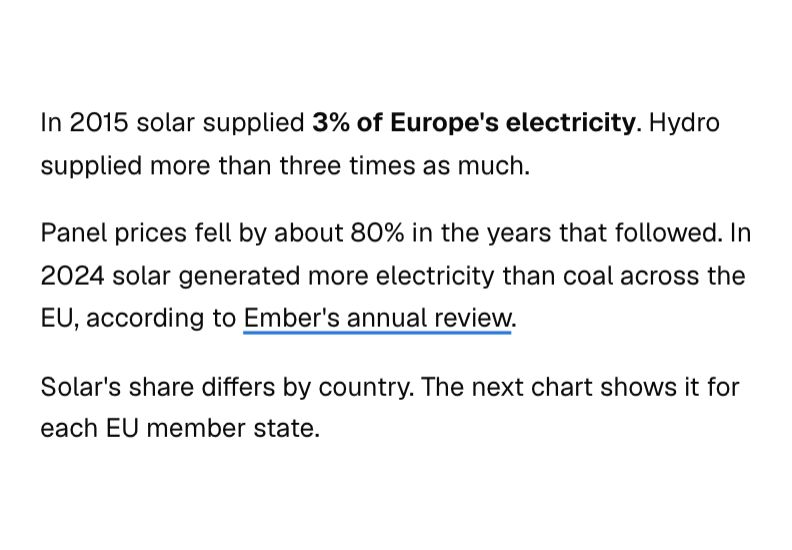 In 2015 solar supplied 3% of Europe's electricity. Hydro
supplied more than three times as much.
Panel prices fell by about 80% in the years that followed. In
2024 solar generated more electricity than coal across the
EU, according to Ember's annual review.
Solar's share differs by country. The next chart shows it for
each EU member state.